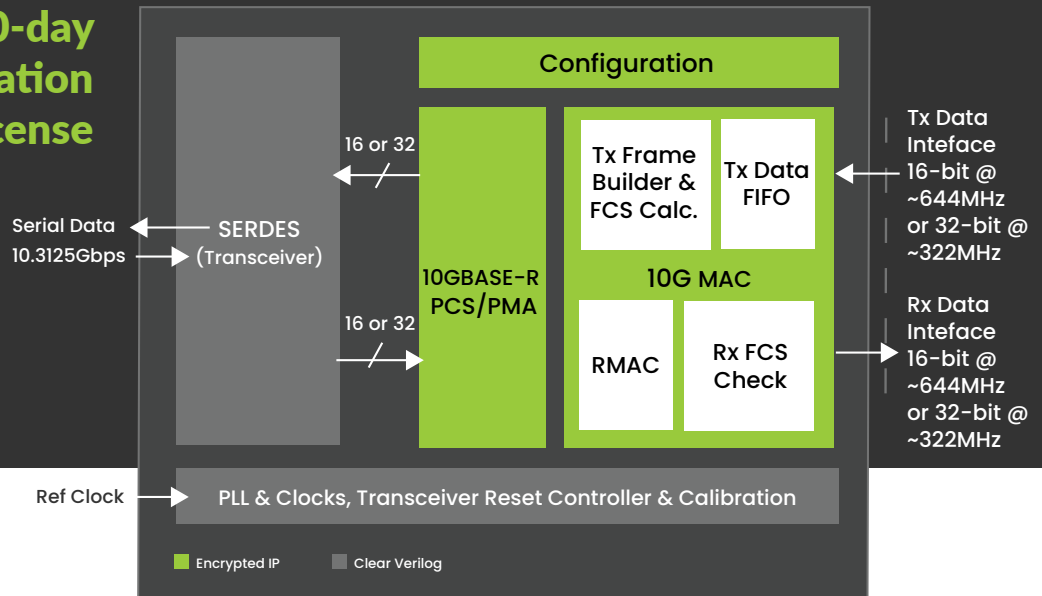 0-day
ation
cense
Configuration
16 or 32
Tx Frame
Builder &
FCS Calc.
Tx Data
FIFO
Tx Data
Inteface
16-bit @
~644MHz
or 32-bit @
~322MHz
Serial Data
10.3125Gbps
SERDES
(Transceiver)
10GBASE-R
PCS/PMA
10G MAC
16 or 32
RMAC
Rx FCS
Check
Rx Data
Inteface
16-bit @
~644MHz
or 32-bit @
~322MHz
Ref Clock
PLL & Clocks, Transceiver Reset Controller & Calibration
Encrypted IP
Clear Verilog